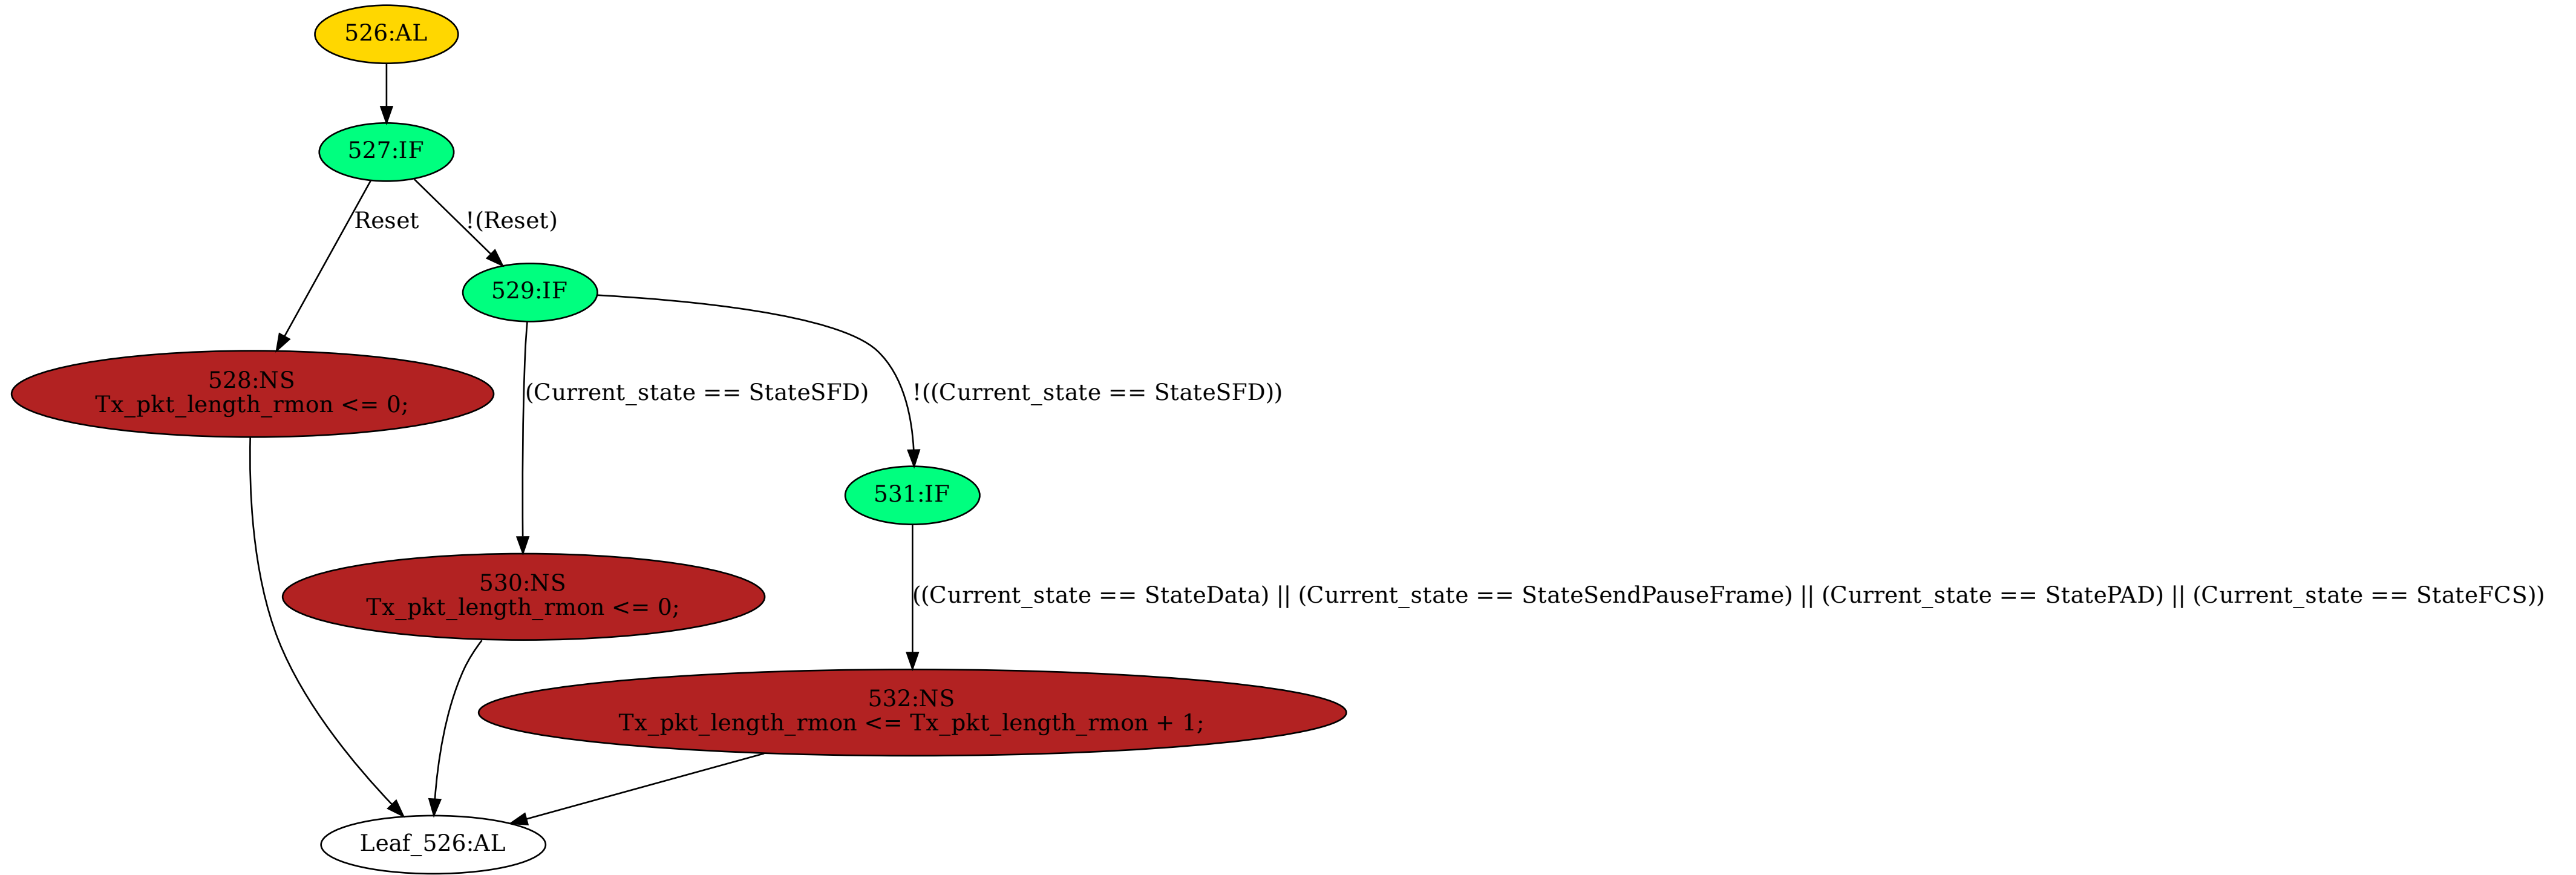 526:AL
527:IF
Reset
!(Reset)
529:IF
528:NS
Tx_pkt_length_rmon <= 0;
(Current_state == StateSFD)
!((Current_state == StateSFD))
531:IF
530:NS
Tx_pkt_length_rmon <= 0;
((Current_state == StateData) || (Current_state == StateSendPauseFrame) || (Current_state == StatePAD) || (Current_state == StateFCS))
532:NS
Tx_pkt_length_rmon <= Tx_pkt_length_rmon + 1;
Leaf_526:AL